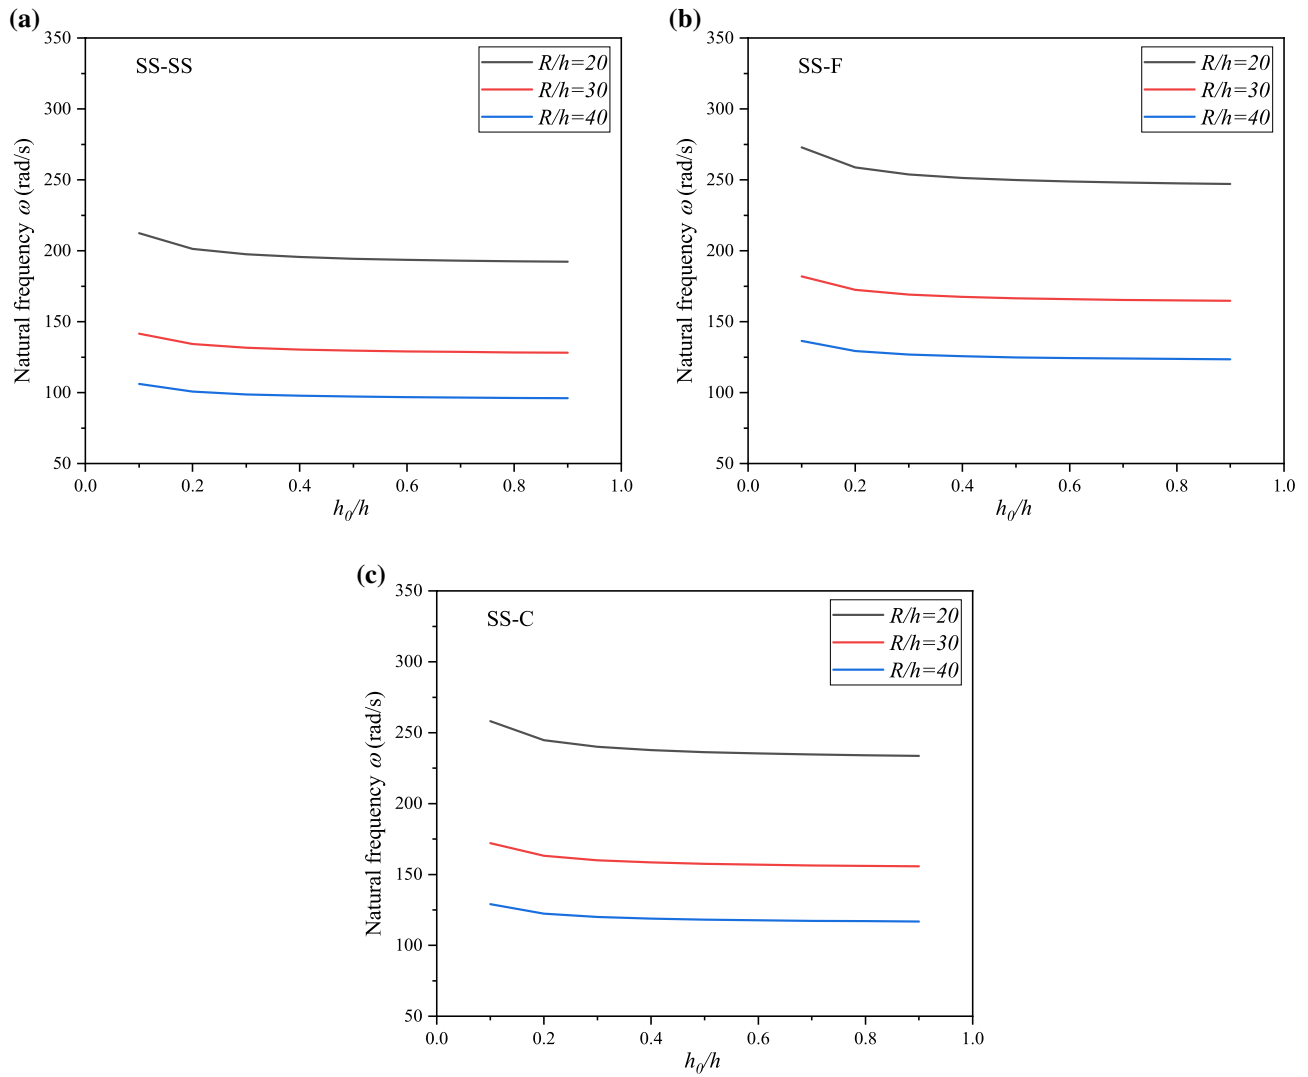 (a)
350
300
250
200
150
100
50
0.0 0.2 0.4 0.6 0.8 1.0
Natural frequency ω (rad/s)
h0/h
SS-SS
R/h=20
R/h=30
R/h=40
(b)
350
300
250
200
150
100
50
0.0 0.2 0.4 0.6 0.8 1.0
Natural frequency ω (rad/s)
h0/h
SS-F
R/h=20
R/h=30
R/h=40
(c)
350
300
250
200
150
100
50
0.0 0.2 0.4 0.6 0.8 1.0
Natural frequency ω (rad/s)
h0/h
SS-C
R/h=20
R/h=30
R/h=40